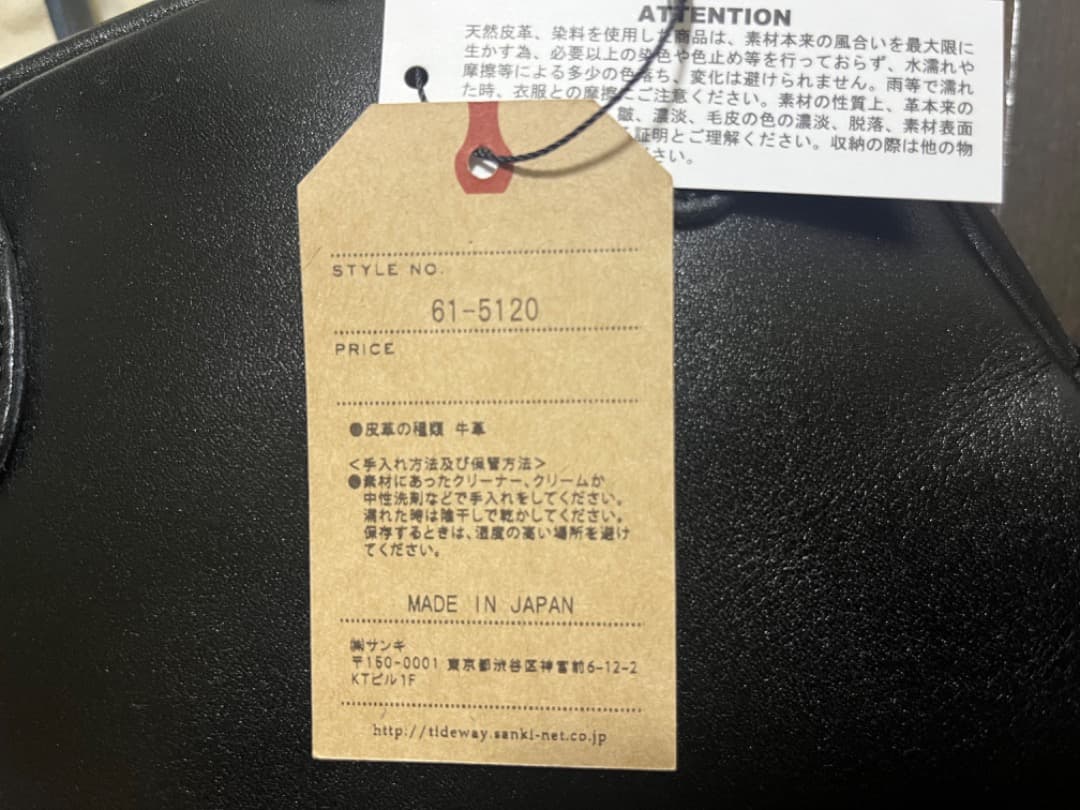 ATTENTION
天然皮革、染料を使用した商品は、素材本来の風合いを最大限に
生かす為、必要以上の染色や色止め等を行っておらず、水濡れや
摩擦等による多少の色落ち、変化は避けられません。雨等で濡れ
た時、衣服との摩擦にご注意ください。素材の性質上、革本来の
皺、濃淡、毛皮の色の濃淡、脱落、素材表面
証明とご理解ください。収納の際は他の物
さい。
STYLE NO.
61-5120
PRICE
●皮革の種類 牛革
<手入れ方法及び保管方法>
●素材にあったクリーナー、クリームか
中性洗剤などで手入れをしてください。
濡れた時は陰干しで乾かしてください。
保存するときは、湿度の高い場所を避け
てください。
MADE IN JAPAN
㈱サンキ
〒150-0001 東京都渋谷区神宮前6-12-2
KTビル1F
http://tideway.sanki-net.co.jp